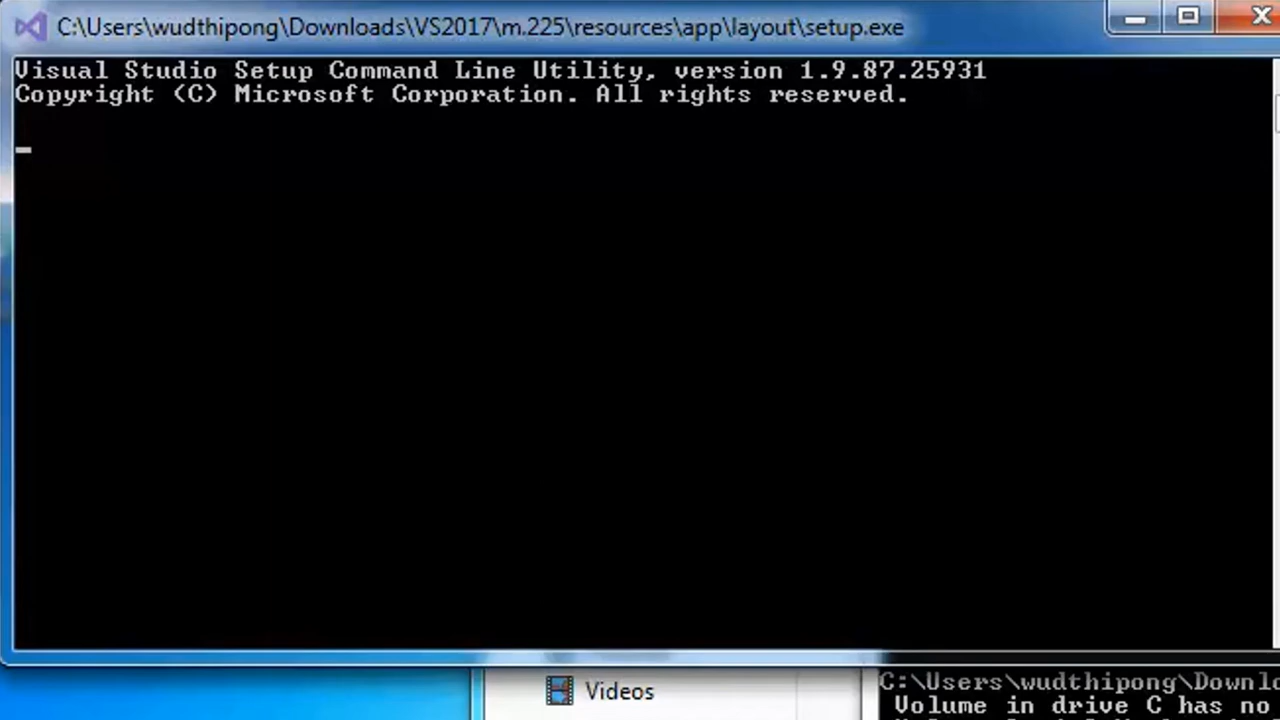 C:\Users\wudthipong\Downloads\VS2017\m.225\resources\app\layout\setup.exe
Visual Studio Setup Command Line Utility, version 1.9.87.25931
Copyright (C) Microsoft Corporation. All rights reserved.
Videos
C:\Users\wudthipong\Downlo
Volume in drive C has no